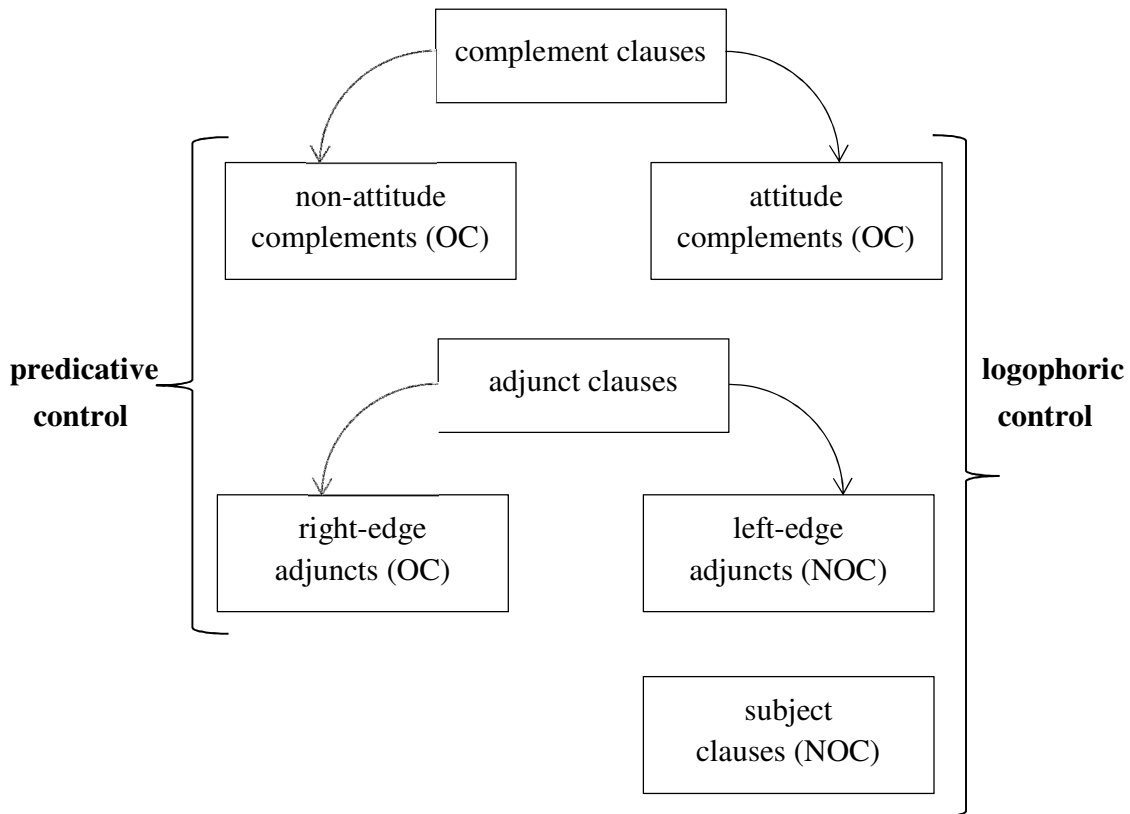 complement clauses
non-attitude
complements (OC)
attitude
complements (OC)
predicative
control
adjunct clauses
logophoric
control
right-edge
adjuncts (OC)
left-edge
adjuncts (NOC)
subject
clauses (NOC)